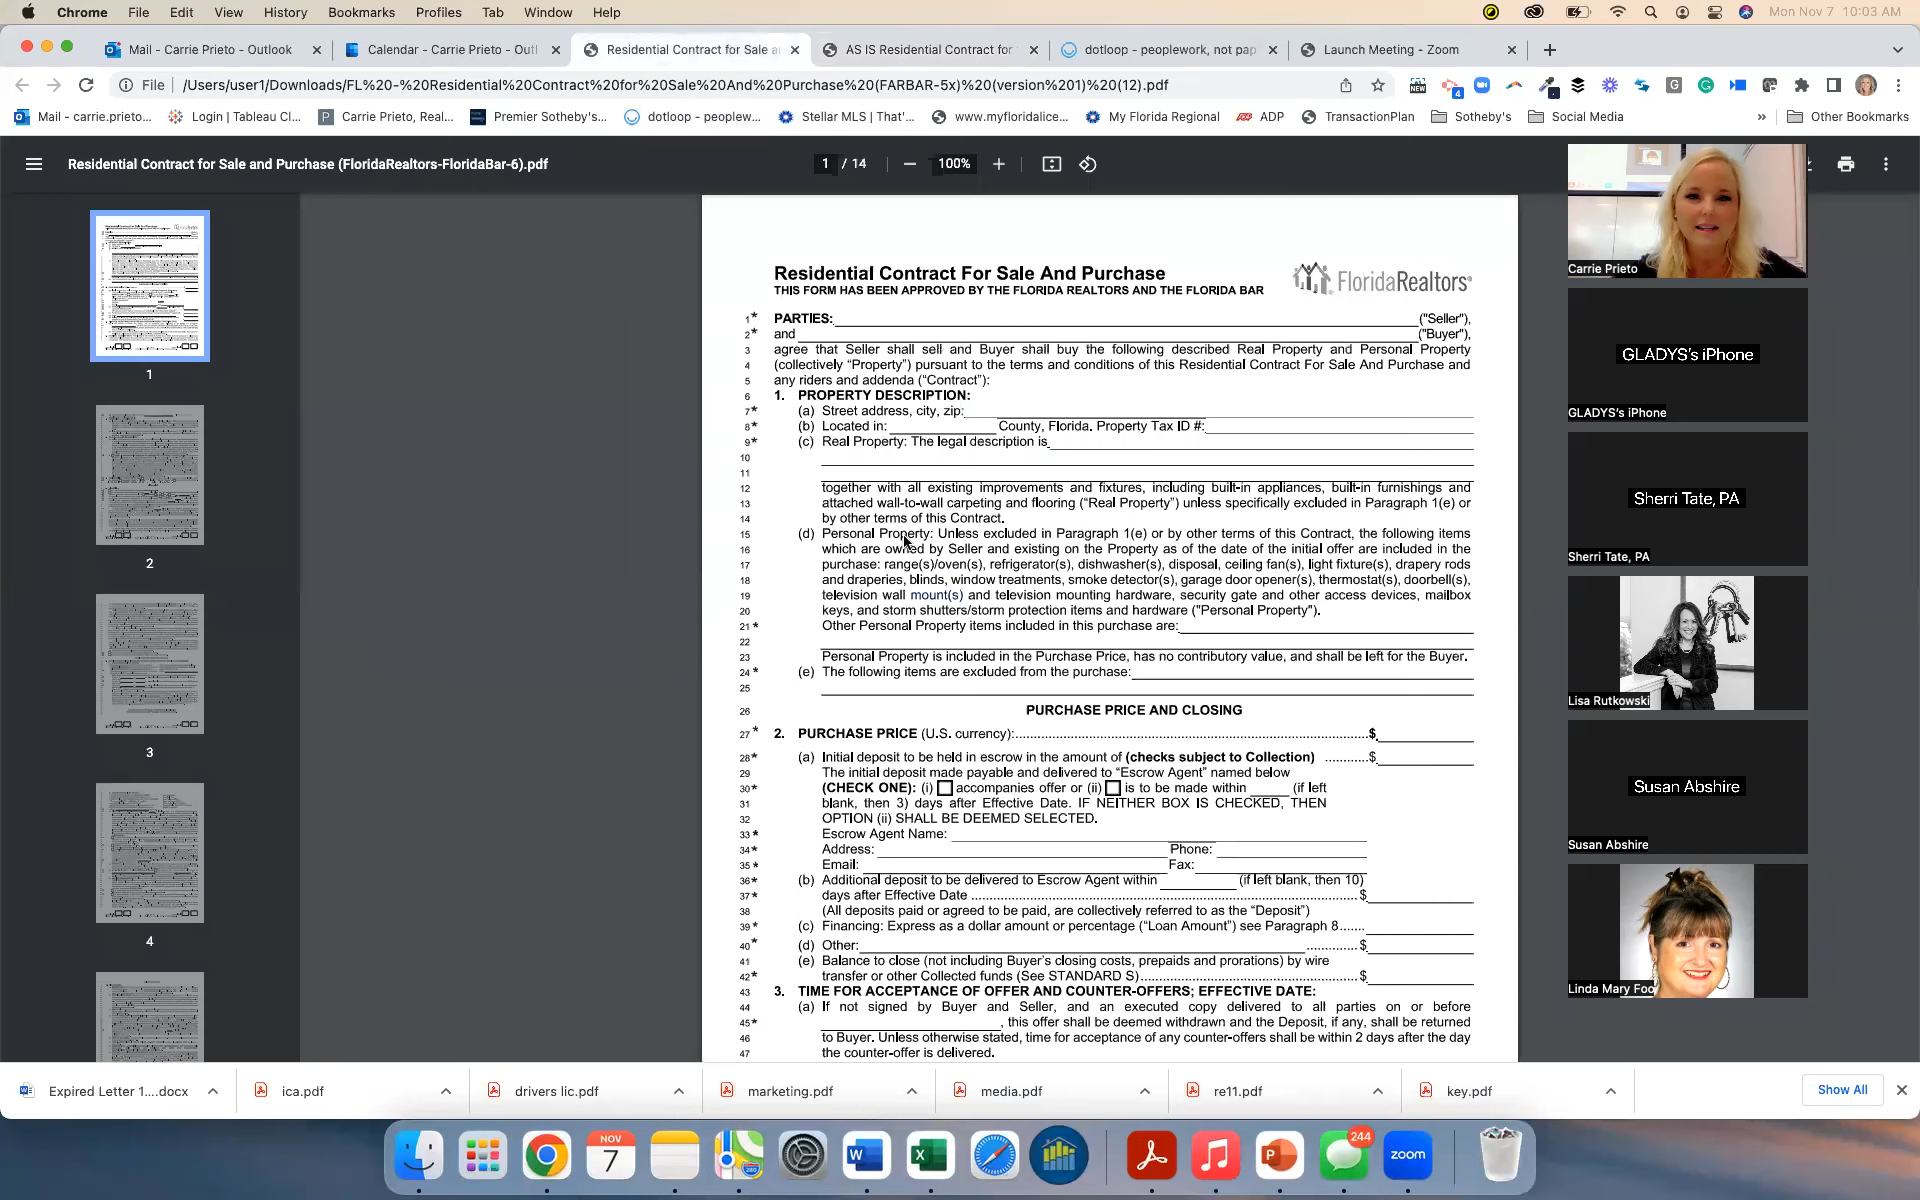 Chrome File Edit View History Bookmarks Profiles Tab Window Help Mon Nov 7 10:03 AM
Mail - Carrie Prieto - Outlook Calendar - Carrie Prieto - Outl Residential Contract for Sale a AS IS Residential Contract for dotloop - peoplework, not pap Launch Meeting - Zoom
File /Users/user1/Downloads/FL%20-%20Residential%20Contract%20for%20Sale%20And%20Purchase%20(FARBAR-5x)%20(version%201)%20(12).pdf
Mail - carrie.prieto... Login | Tableau Cl... Carrie Prieto, Real... Premier Sotheby's... dotloop - peoplew... Stellar MLS | That'... www.myfloridalice... My Florida Regional ADP TransactionPlan Sotheby's Social Media » Other Bookmarks
Residential Contract for Sale and Purchase (FloridaRealtors-FloridaBar-6).pdf 1 / 14 100%
1
2
3
4
Residential Contract For Sale And Purchase
THIS FORM HAS BEEN APPROVED BY THE FLORIDA REALTORS AND THE FLORIDA BAR
FloridaRealtors®
1* PARTIES: ("Seller"),
2* and ("Buyer"),
3 agree that Seller shall sell and Buyer shall buy the following described Real Property and Personal Property
4 (collectively “Property”) pursuant to the terms and conditions of this Residential Contract For Sale And Purchase and
5 any riders and addenda (“Contract”):
6 1. PROPERTY DESCRIPTION:
7* (a) Street address, city, zip:
8* (b) Located in: County, Florida. Property Tax ID #:
9* (c) Real Property: The legal description is
10
11
12 together with all existing improvements and fixtures, including built-in appliances, built-in furnishings and
13 attached wall-to-wall carpeting and flooring (“Real Property”) unless specifically excluded in Paragraph 1(e) or
14 by other terms of this Contract.
15 (d) Personal Property: Unless excluded in Paragraph 1(e) or by other terms of this Contract, the following items
16 which are owned by Seller and existing on the Property as of the date of the initial offer are included in the
17 purchase: range(s)/oven(s), refrigerator(s), dishwasher(s), disposal, ceiling fan(s), light fixture(s), drapery rods
18 and draperies, blinds, window treatments, smoke detector(s), garage door opener(s), thermostat(s), doorbell(s),
19 television wall mount(s) and television mounting hardware, security gate and other access devices, mailbox
20 keys, and storm shutters/storm protection items and hardware ("Personal Property").
21* Other Personal Property items included in this purchase are:
22
23 Personal Property is included in the Purchase Price, has no contributory value, and shall be left for the Buyer.
24* (e) The following items are excluded from the purchase:
25
26 PURCHASE PRICE AND CLOSING
27* 2. PURCHASE PRICE (U.S. currency):.......... $
28* (a) Initial deposit to be held in escrow in the amount of (checks subject to Collection) ............$
29 The initial deposit made payable and delivered to “Escrow Agent” named below
30* (CHECK ONE): (i) accompanies offer or (ii) is to be made within (if left
31 blank, then 3) days after Effective Date. IF NEITHER BOX IS CHECKED, THEN
32 OPTION (ii) SHALL BE DEEMED SELECTED.
33* Escrow Agent Name:
34* Address: Phone:
35* Email: Fax:
36* (b) Additional deposit to be delivered to Escrow Agent within (if left blank, then 10)
37* days after Effective Date .......... $
38 (All deposits paid or agreed to be paid, are collectively referred to as the “Deposit”)
39* (c) Financing: Express as a dollar amount or percentage (“Loan Amount”) see Paragraph 8......
40* (d) Other: ............. $
41 (e) Balance to close (not including Buyer’s closing costs, prepaids and prorations) by wire
42* transfer or other Collected funds (See STANDARD S).......... $
43 3. TIME FOR ACCEPTANCE OF OFFER AND COUNTER-OFFERS; EFFECTIVE DATE:
44 (a) If not signed by Buyer and Seller, and an executed copy delivered to all parties on or before
45* , this offer shall be deemed withdrawn and the Deposit, if any, shall be returned
46 to Buyer. Unless otherwise stated, time for acceptance of any counter-offers shall be within 2 days after the day
47 the counter-offer is delivered.
Carrie Prieto
GLADYS's iPhone
GLADYS's iPhone
Sherri Tate, PA
Sherri Tate, PA
Lisa Rutkowski
Susan Abshire
Susan Abshire
Linda Mary Foo
Expired Letter 1....docx ica.pdf drivers lic.pdf marketing.pdf media.pdf re11.pdf key.pdf Show All
NOV
7
280
W
X
P
244
zoom